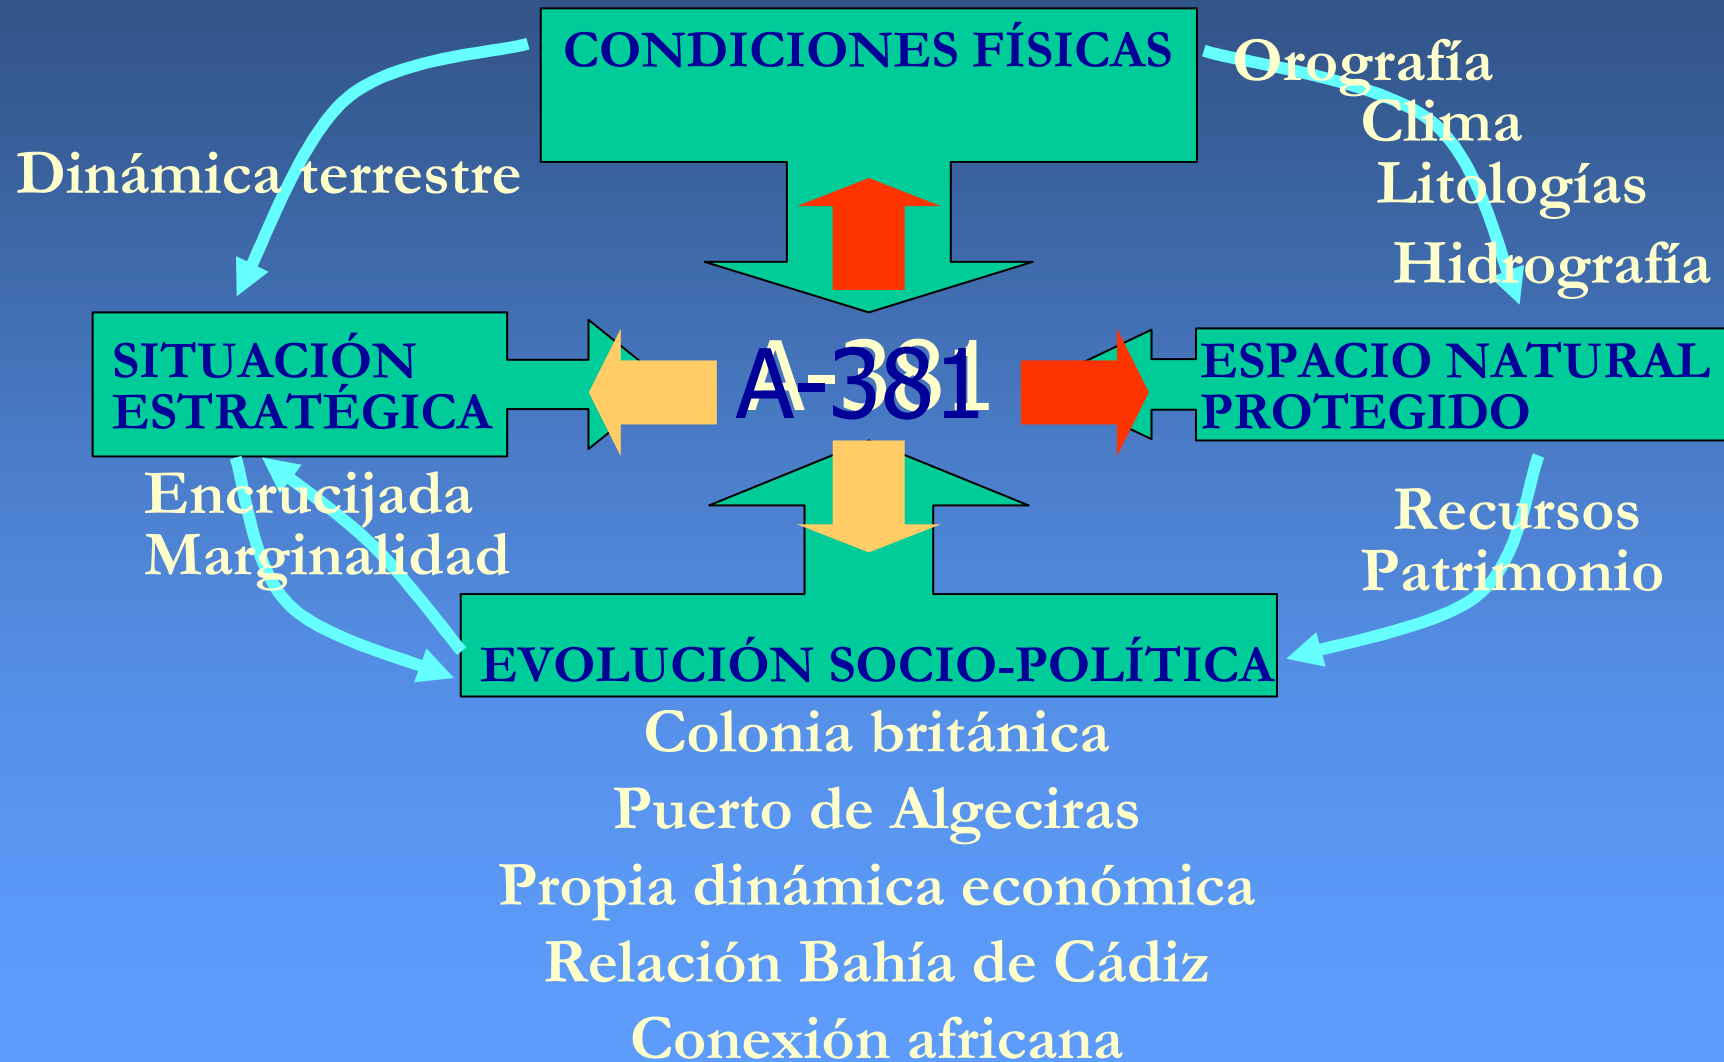 CONDICIONES FÍSICAS
Orografía
Clima
Litologías
Hidrografía
Dinámica terrestre
SITUACIÓN
ESTRATÉGICA
A-381
ESPACIO NATURAL
PROTEGIDO
Encrucijada
Marginalidad
Recursos
Patrimonio
EVOLUCIÓN SOCIO-POLÍTICA
Colonia británica
Puerto de Algeciras
Propia dinámica económica
Relación Bahía de Cádiz
Conexión africana